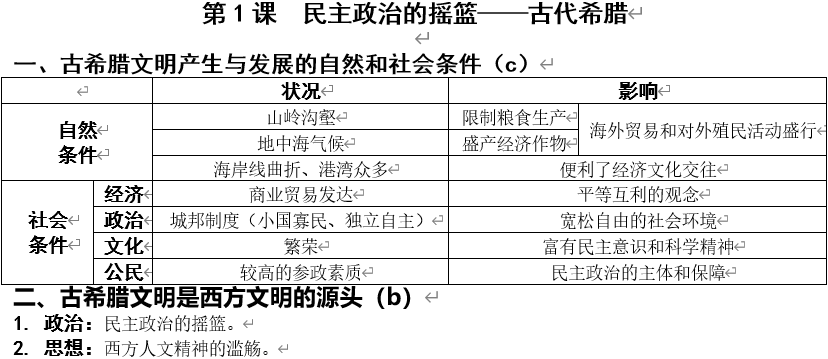 第1课 民主政治的摇篮——古代希腊
一、古希腊文明产生与发展的自然和社会条件（c）
状况 影响
自然条件 山岭沟壑 限制粮食生产 海外贸易和对外殖民活动盛行
地中海气候 盛产经济作物
海岸线曲折、港湾众多 便利了经济文化交往
社会条件 经济 商业贸易发达 平等互利的观念
政治 城邦制度（小国寡民、独立自主） 宽松自由的社会环境
文化 繁荣 富有民主意识和科学精神
公民 较高的参政素质 民主政治的主体和保障
二、古希腊文明是西方文明的源头（b）
1. 政治：民主政治的摇篮。
2. 思想：西方人文精神的滥觞。